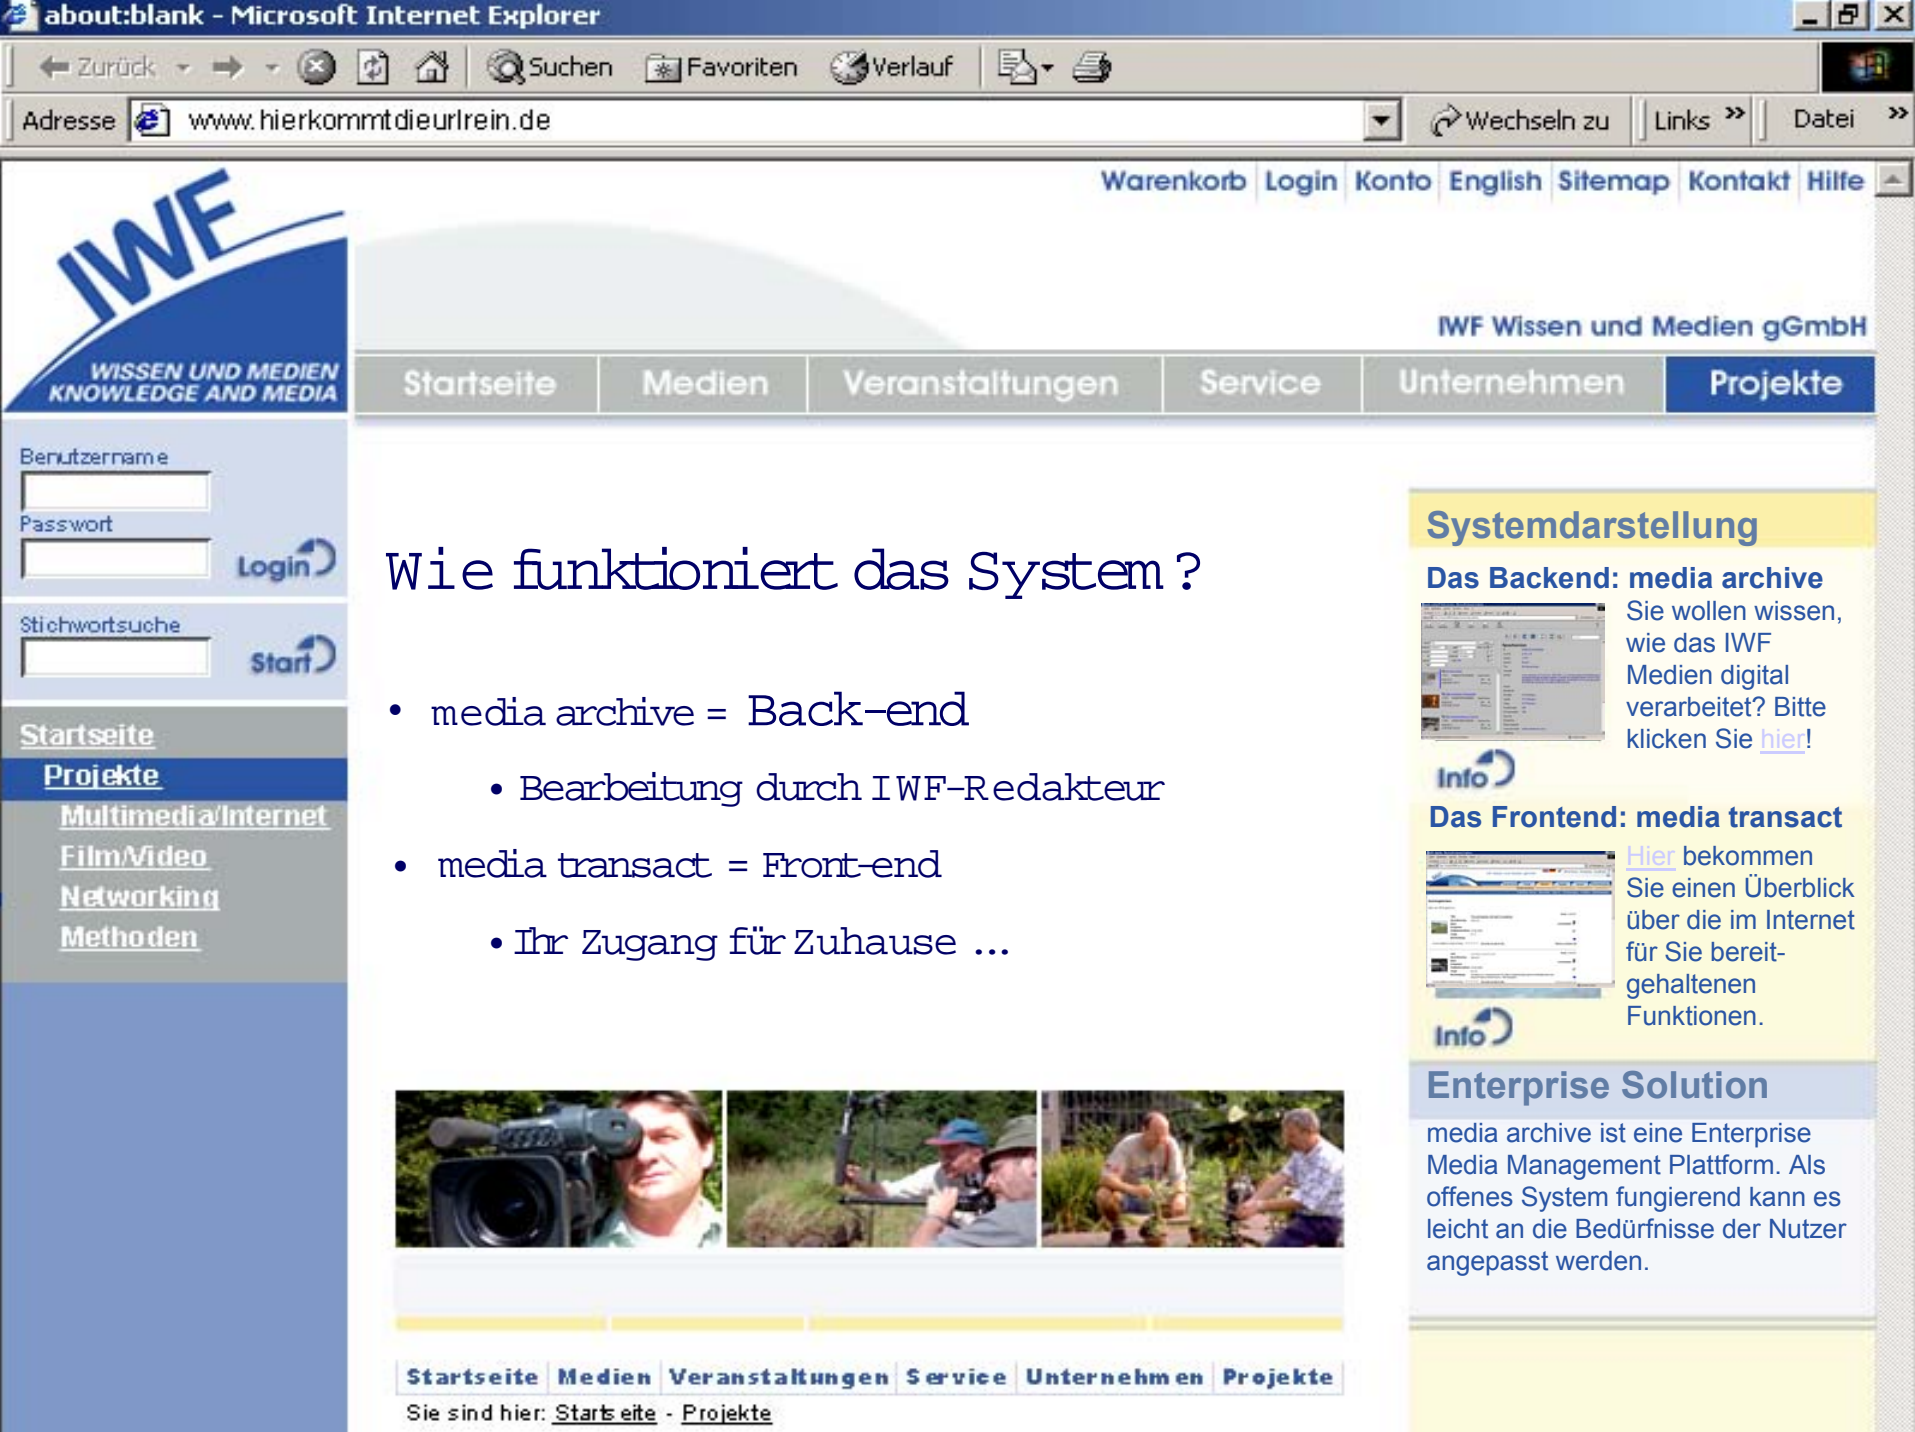 about:blank - Microsoft Internet Explorer
Zurück Suchen Favoriten Verlauf
Adresse www.hierkommtdieurlrein.de Wechseln zu Links » Datei »
Warenkorb Login Konto English Sitemap Kontakt Hilfe
IWF
WISSEN UND MEDIEN
KNOWLEDGE AND MEDIA
IWF Wissen und Medien gGmbH
Startseite Medien Veranstaltungen Service Unternehmen Projekte
Benutzername
Passwort
Login
Stichwortsuche
Start
Startseite
Projekte
Multimedia/Internet
Film/Video
Networking
Methoden
Wie funktioniert das System?
• media archive = Back-end
• Bearbeitung durch IWF-Redakteur
• media transact = Front-end
• Ihr Zugang für Zuhause ...
Systemdarstellung
Das Backend: media archive
Sie wollen wissen,
wie das IWF
Medien digital
verarbeitet? Bitte
klicken Sie hier!
Info
Das Frontend: media transact
Hier bekommen
Sie einen Überblick
über die im Internet
für Sie bereit-
gehaltenen
Funktionen.
Info
Enterprise Solution
media archive ist eine Enterprise
Media Management Plattform. Als
offenes System fungierend kann es
leicht an die Bedürfnisse der Nutzer
angepasst werden.
Startseite Medien Veranstaltungen Service Unternehmen Projekte
Sie sind hier: Startseite - Projekte